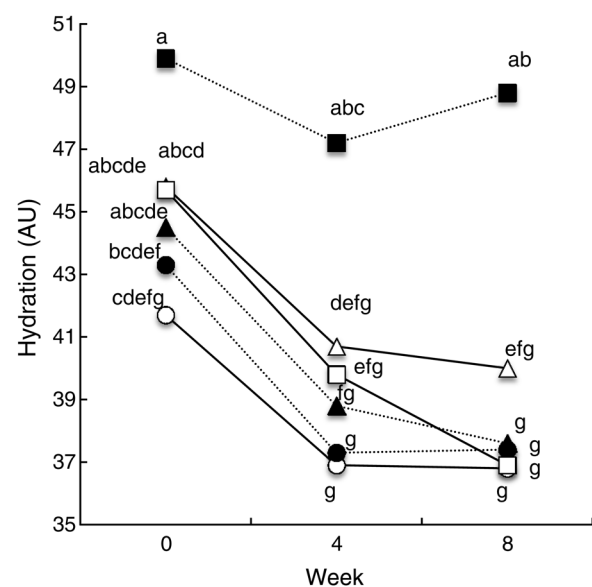 51
a
ab
49
abc
47
abcd
abcde
45
abcde
bcdef
43
cdefg
defg
41
efg
efg
fg
39
g
g
g
g
37
g
g
35
0
4
8
Week
Hydration (AU)